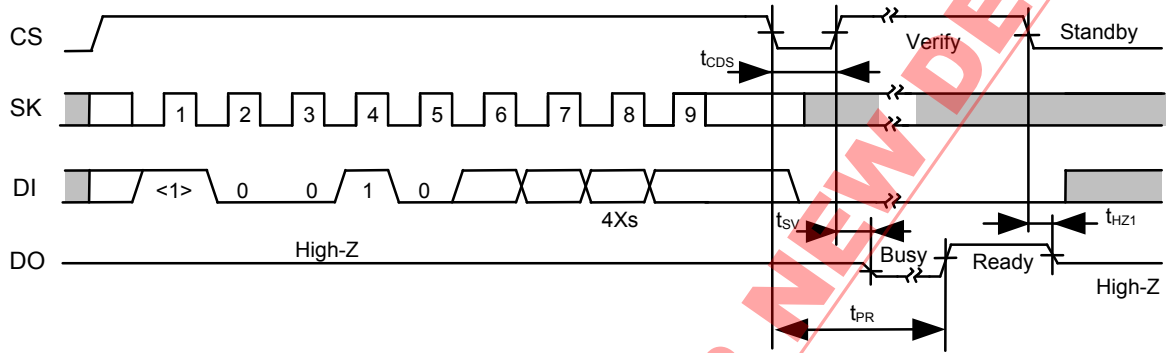 CS
Verify
Standby
tCDS
SK
1 2 3 4 5 6 7 8 9
DI
<1> 0 0 1 0
4Xs
tSV
tHZ1
DO
High-Z
Busy
Ready
High-Z
tPR
NEW DE